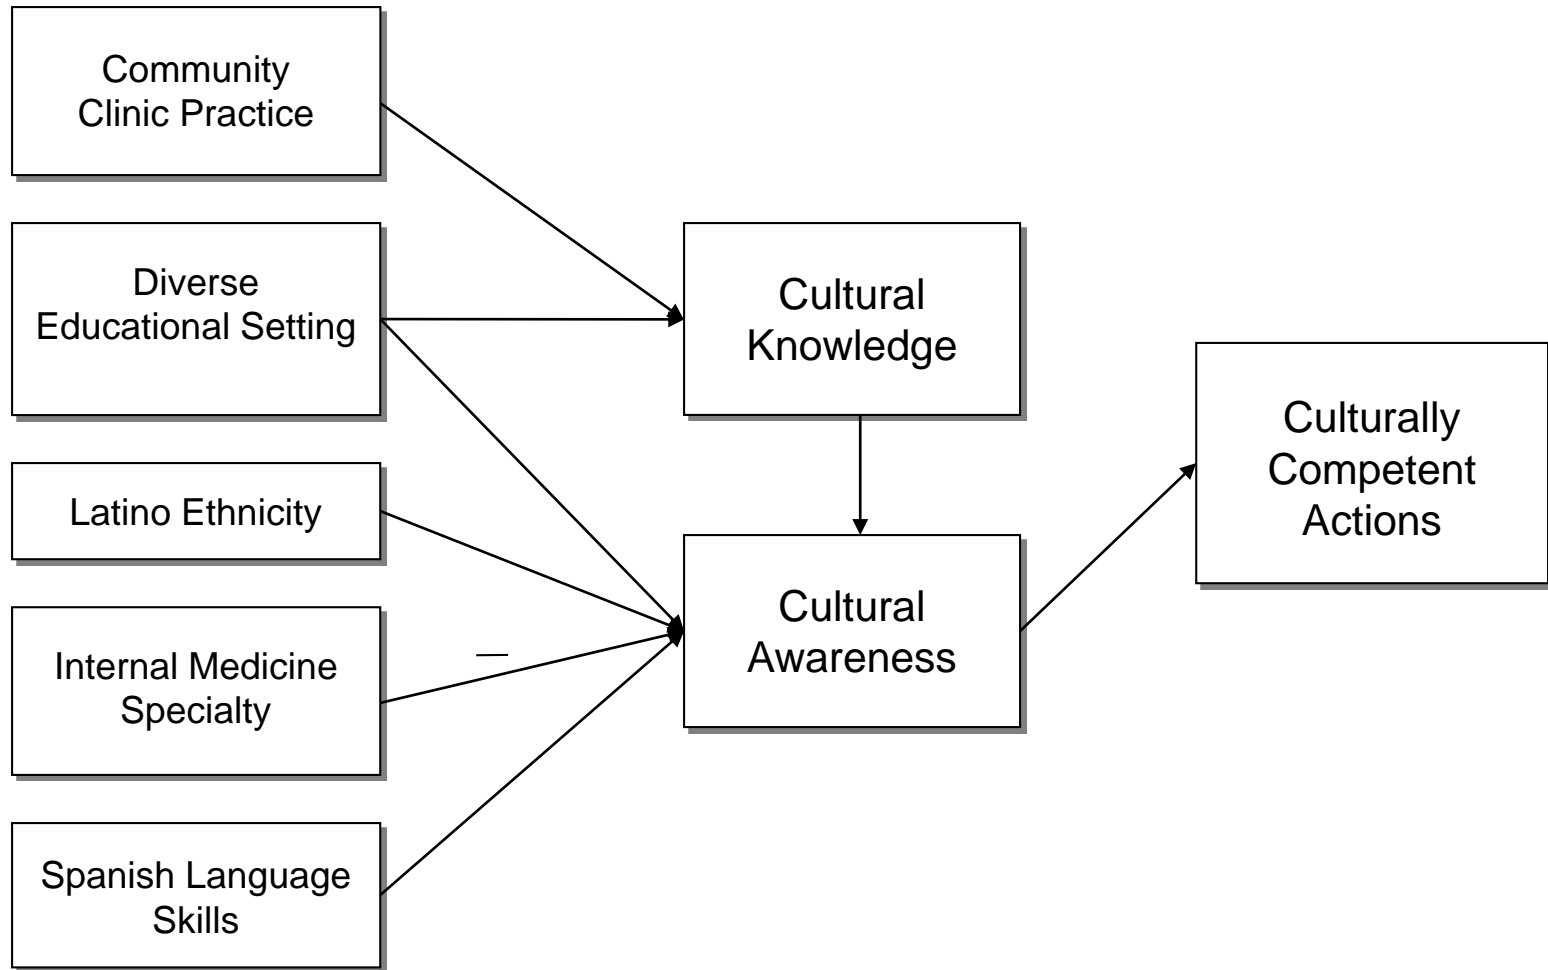 Community
Clinic Practice
Diverse
Educational Setting
Cultural
Knowledge
Culturally
Competent
Actions
Latino Ethnicity
Cultural
Awareness
Internal Medicine
Specialty
—
Spanish Language
Skills